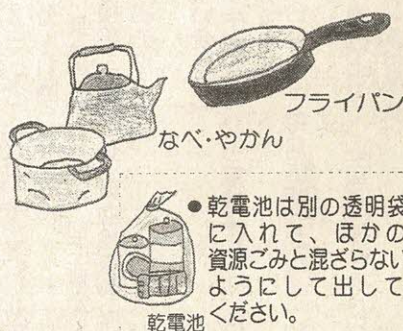 フライパン
なべ・やかん
●乾電池は別の透明袋
に入れて、ほかの
資源ごみと混ざらない
ようにして出して
ください。
乾電池